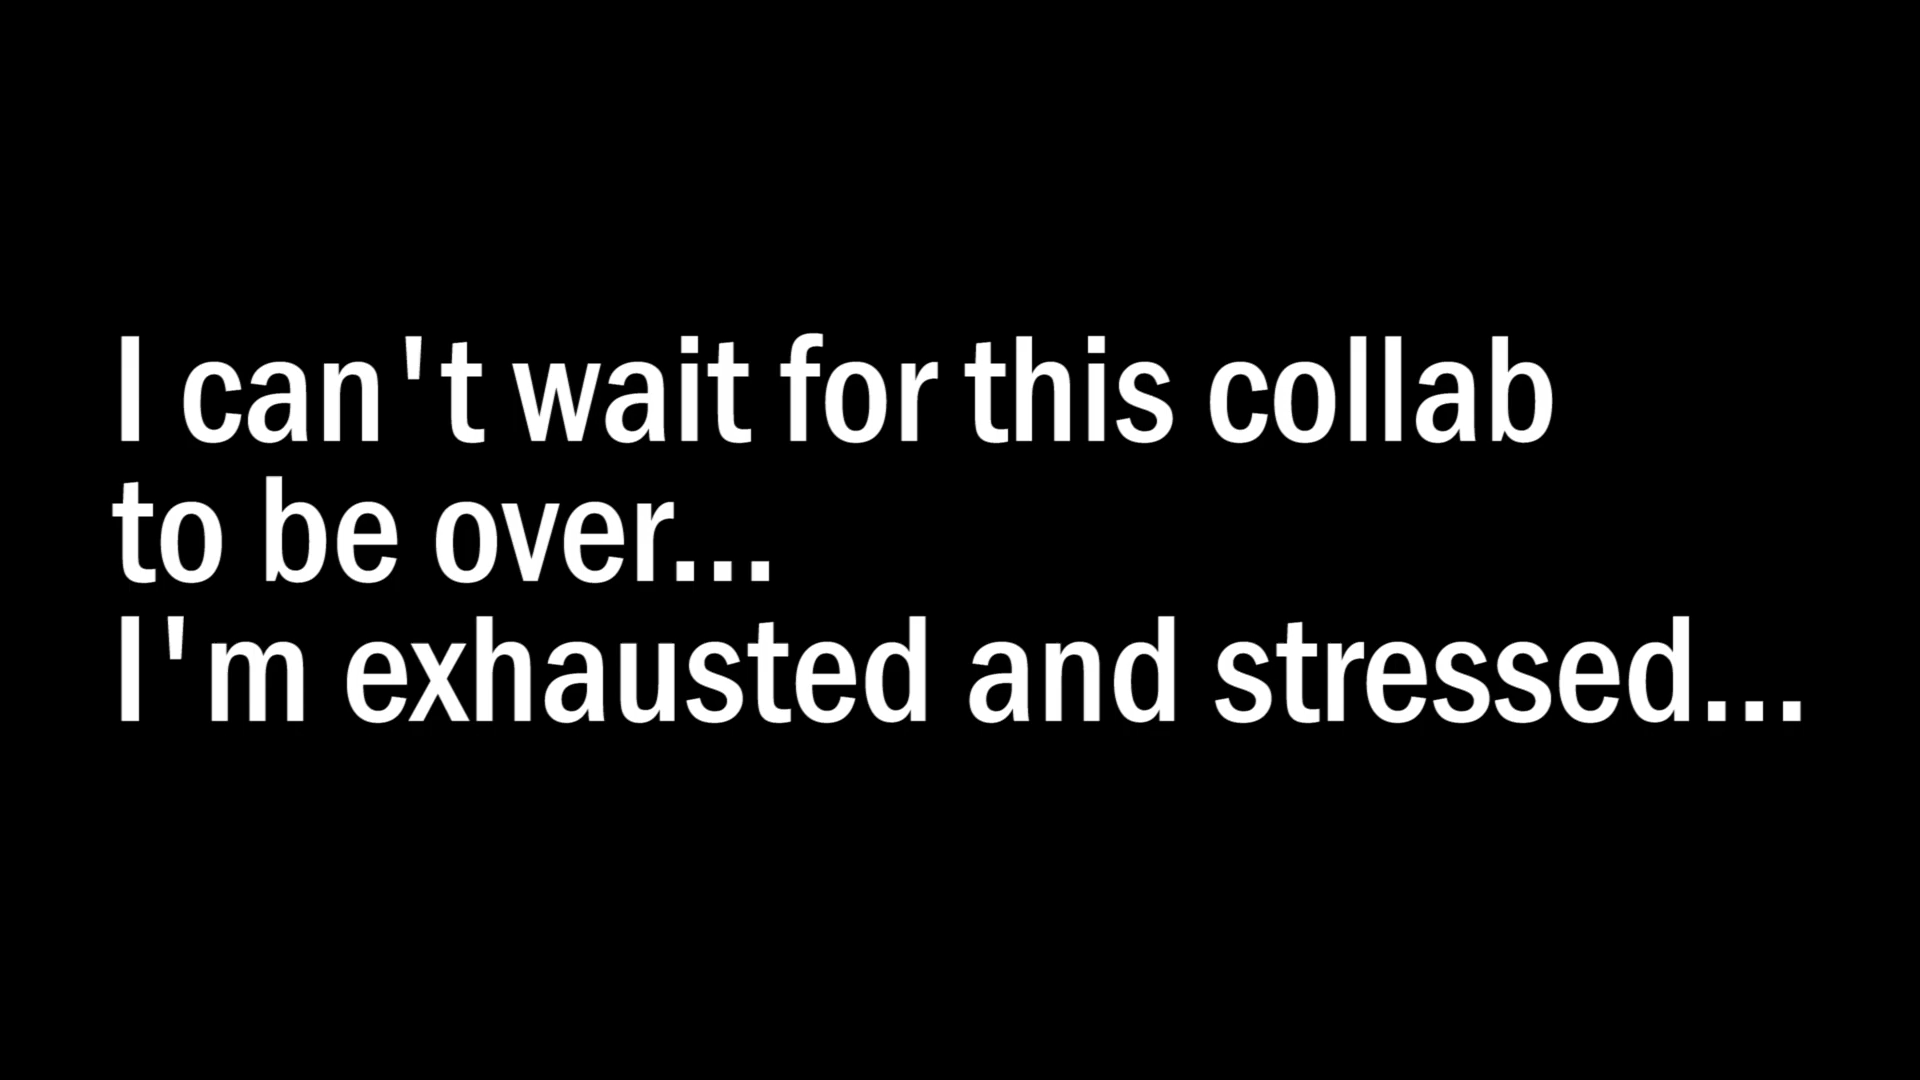 I can't wait for this collab
to be over...
I'm exhausted and stressed...